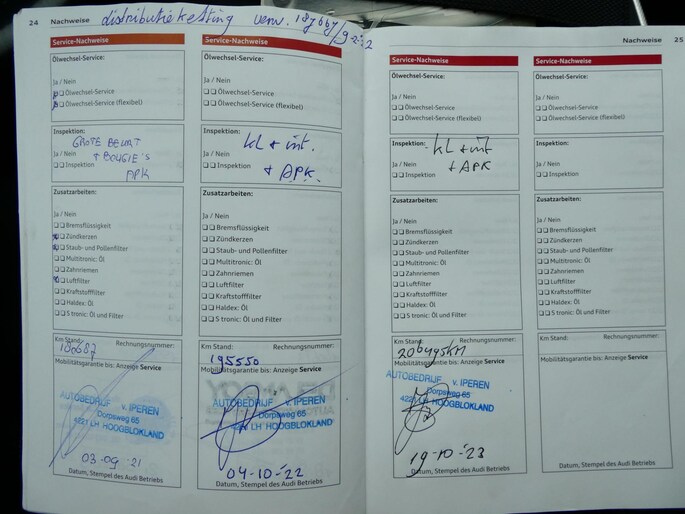 24 Nachweise distributieketting verv. 187667/9-2-22
Service-Nachweise
Ölwechsel-Service:
Ja / Nein
Ölwechsel-Service
Ölwechsel-Service (flexibel)
Inspektion:
GROTE BEURT
Ja / Nein
+ BOUGIE'S
Inspektion
APK
Zusatzarbeiten:
Ja / Nein
Bremsflüssigkeit
Zündkerzen
Staub- und Pollenfilter
Multitronic: Öl
Zahnriemen
Luftfilter
Kraftstofffilter
Haldex: Öl
S tronic: Öl und Filter
Km Stand: Rechnungsnummer:
Mobilitätsgarantie bis: Anzeige Service
AUTOBEDRIJF v. IPEREN
Dorpsweg 65
4221 LH HOOGBLOKLAND
03-09-21
Datum, Stempel des Audi Betriebs
Service-Nachweise
Ölwechsel-Service:
Ja / Nein
Ölwechsel-Service
Ölwechsel-Service (flexibel)
Inspektion:
KL + int.
Ja / Nein
Inspektion
+ APK.
Zusatzarbeiten:
Ja / Nein
Bremsflüssigkeit
Zündkerzen
Staub- und Pollenfilter
Multitronic: Öl
Zahnriemen
Luftfilter
Kraftstofffilter
Haldex: Öl
S tronic: Öl und Filter
Km Stand: Rechnungsnummer:
195550
Mobilitätsgarantie bis: Anzeige Service
AUTOBEDRIJF v. IPEREN
Dorpsweg 65
LH HOOGBLOKLAND
04-10-'22
Datum, Stempel des Audi Betriebs
Nachweise 25
Service-Nachweise
Ölwechsel-Service:
Ja / Nein
Ölwechsel-Service
Ölwechsel-Service (flexibel)
Inspektion:
KL + int
Ja / Nein
+ APK
Inspektion
Zusatzarbeiten:
Ja / Nein
Bremsflüssigkeit
Zündkerzen
Staub- und Pollenfilter
Multitronic: Öl
Zahnriemen
Luftfilter
Kraftstofffilter
Haldex: Öl
S tronic: Öl und Filter
Km Stand: Rechnungsnummer:
206495KM
Mobilitätsgarantie bis: Anzeige Service
AUTOBEDRIJF v. IPEREN
Dorpsweg 65
4221 LH HOOGBLOKLAND
19-10-'23
Datum, Stempel des Audi Betriebs
Service-Nachweise
Ölwechsel-Service:
Ja / Nein
Ölwechsel-Service
Ölwechsel-Service (flexibel)
Inspektion:
Ja / Nein
Inspektion
Zusatzarbeiten:
Ja / Nein
Bremsflüssigkeit
Zündkerzen
Staub- und Pollenfilter
Multitronic: Öl
Zahnriemen
Luftfilter
Kraftstofffilter
Haldex: Öl
S tronic: Öl und Filter
Km Stand: Rechnungsnummer:
Mobilitätsgarantie bis: Anzeige Service
Datum, Stempel des Audi Betriebs